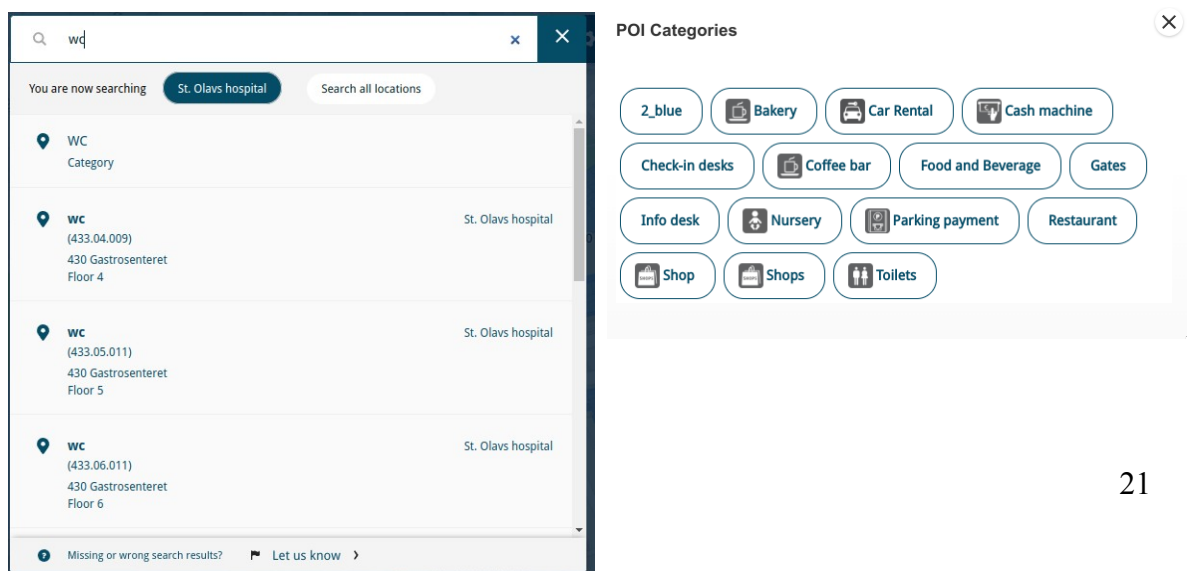 wc
You are now searching St. Olavs hospital Search all locations
WC
Category
wc St. Olavs hospital
(433.04.009)
430 Gastrosenteret
Floor 4
wc St. Olavs hospital
(433.05.011)
430 Gastrosenteret
Floor 5
wc St. Olavs hospital
(433.06.011)
430 Gastrosenteret
Floor 6
Missing or wrong search results? Let us know
POI Categories
2_blue Bakery Car Rental Cash machine
Check-in desks Coffee bar Food and Beverage Gates
Info desk Nursery Parking payment Restaurant
Shop Shops Toilets
21